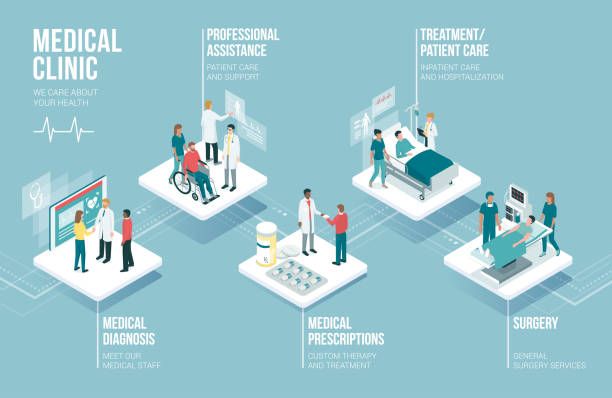 MEDICAL
CLINIC
WE CARE ABOUT
YOUR HEALTH
PROFESSIONAL
ASSISTANCE
PATIENT CARE
AND SUPPORT
TREATMENT/
PATIENT CARE
INPATIENT CARE
AND HOSPITALIZATION
MEDICAL
DIAGNOSIS
MEET OUR
MEDICAL STAFF
MEDICAL
PRESCRIPTIONS
CUSTOM THERAPY
AND TREATMENT
SURGERY
GENERAL
SURGERY SERVICES